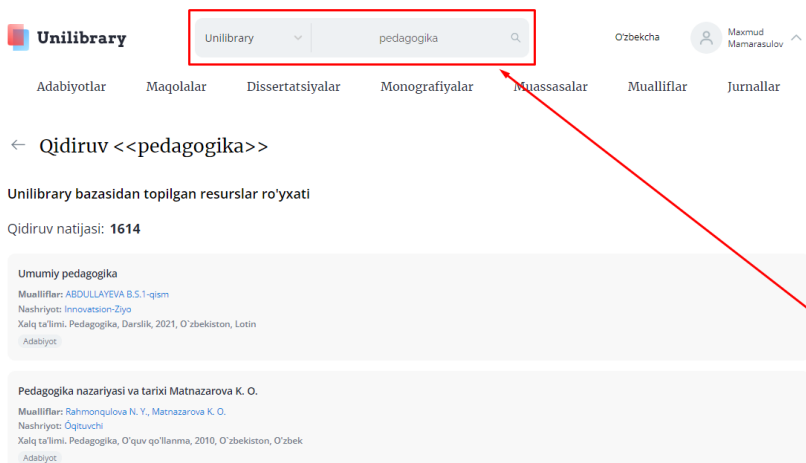 Unilibrary
Unilibrary pedagogika
O'zbekcha
Maxmud
Mamarasulov
Adabiyotlar Maqolalar Dissertatsiyalar Monografiyalar Muassasalar Mualliflar Jurnallar
Qidiruv <<pedagogika>>
Unilibrary bazasidan topilgan resurslar ro'yxati
Qidiruv natijasi: 1614
Umumiy pedagogika
Mualliflar: ABDULLAYEVA B.S.1-qism
Nashriyot: Innovatsion-Ziyo
Xalq ta'limi. Pedagogika, Darslik, 2021, O`zbekiston, Lotin
Adabiyot
Pedagogika nazariyasi va tarixi Matnazarova K. O.
Mualliflar: Rahmonqulova N. Y., Matnazarova K. O.
Nashriyot: Óqituvchi
Xalq ta'limi. Pedagogika, O'quv qo'llanma, 2010, O`zbekiston, O'zbek
Adabiyot